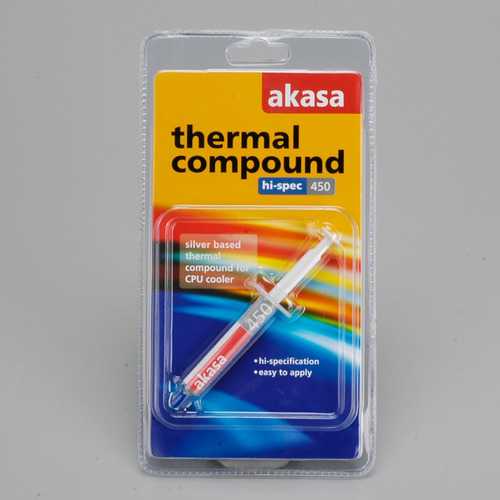 akasa
thermal
compound
hi-spec 450
silver based
thermal
compound for
CPU cooler
450
akasa
•hi-specification
•easy to apply